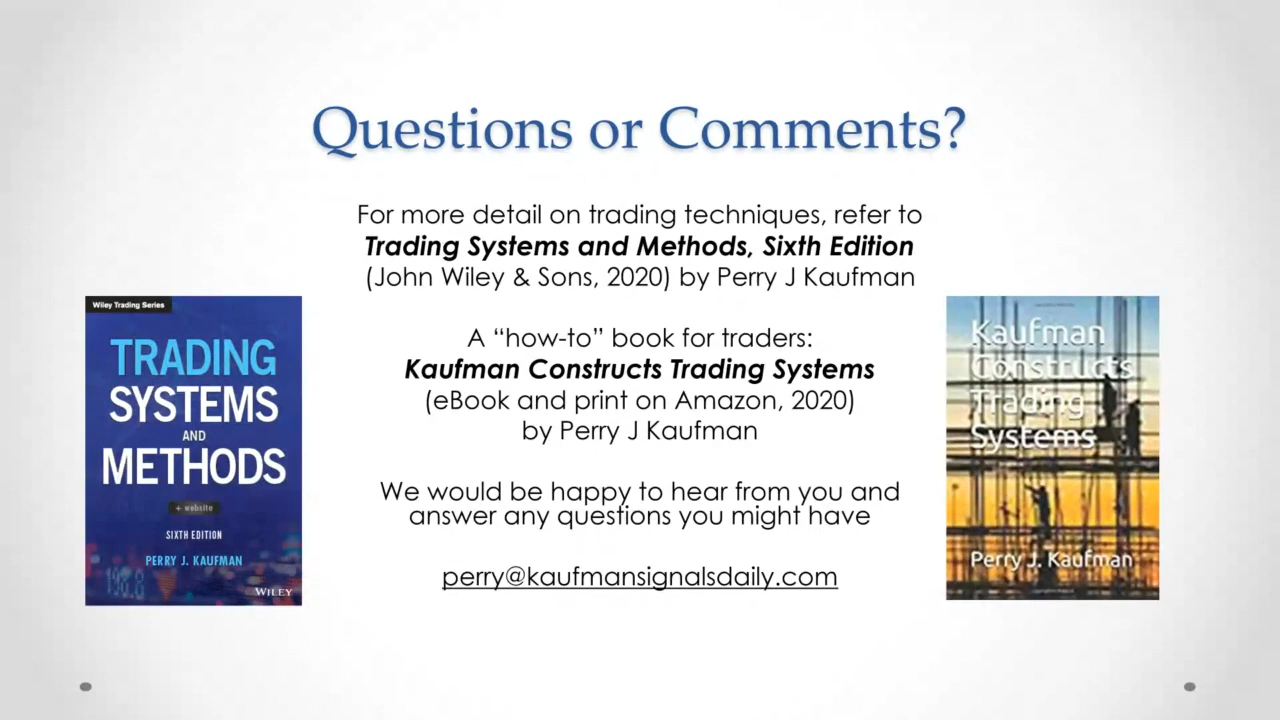 Questions or Comments?
For more detail on trading techniques, refer to
Trading Systems and Methods, Sixth Edition
(John Wiley & Sons, 2020) by Perry J Kaufman
A “how-to” book for traders:
Kaufman Constructs Trading Systems
(eBook and print on Amazon, 2020)
by Perry J Kaufman
We would be happy to hear from you and
answer any questions you might have
perry@kaufmansignalsdaily.com
Wiley Trading Series
TRADING
SYSTEMS
AND
METHODS
+ website
SIXTH EDITION
PERRY J. KAUFMAN
WILEY
Kaufman
Constructs
Trading
Systems
Perry J. Kaufman